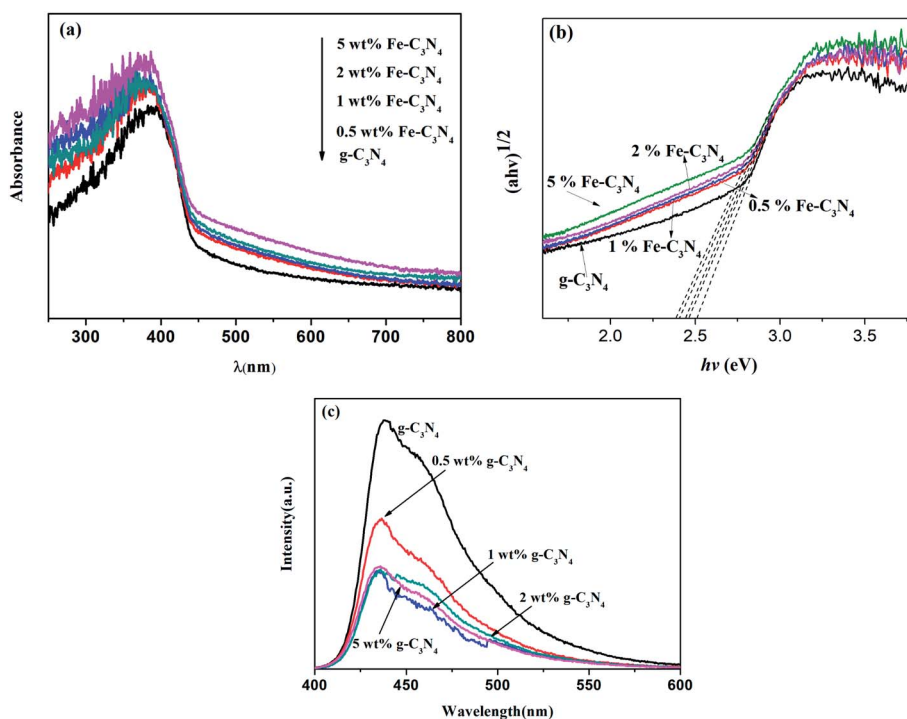 (a)
5 wt% Fe-C₃N₄
2 wt% Fe-C₃N₄
1 wt% Fe-C₃N₄
0.5 wt% Fe-C₃N₄
g-C₃N₄
Absorbance
300 400 500 600 700 800
λ(nm)
(b)
(ahv)^1/2
2 % Fe-C₃N₄
5 % Fe-C₃N₄
0.5 % Fe-C₃N₄
1 % Fe-C₃N₄
g-C₃N₄
2.0 2.5 3.0 3.5
hv (eV)
(c)
g-C₃N₄
0.5 wt% g-C₃N₄
1 wt% g-C₃N₄
2 wt% g-C₃N₄
5 wt% g-C₃N₄
Intensity(a.u.)
400 450 500 550 600
Wavelength(nm)